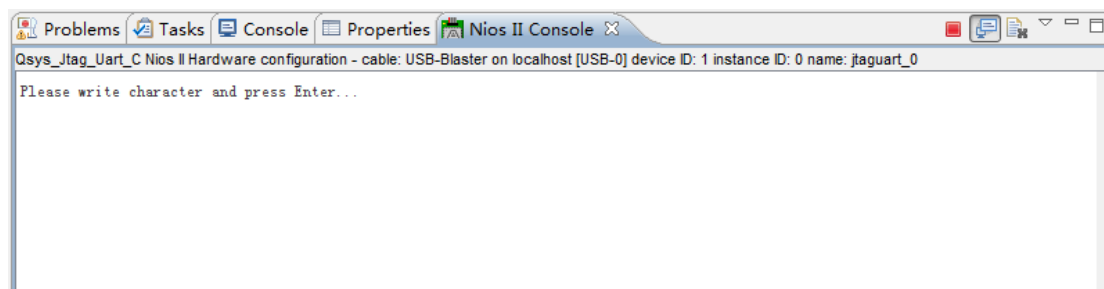 Problems Tasks Console Properties Nios II Console
Qsys_Jtag_Uart_C Nios II Hardware configuration - cable: USB-Blaster on localhost [USB-0] device ID: 1 instance ID: 0 name: jtaguart_0
Please write character and press Enter...